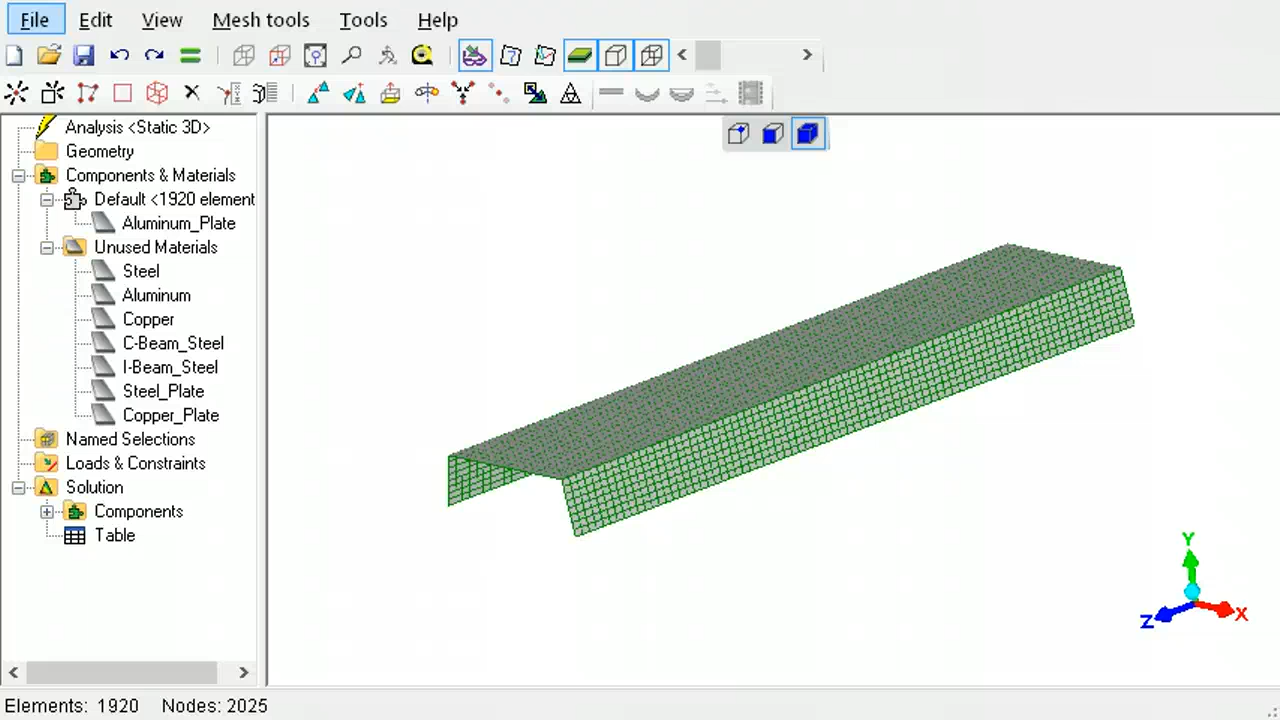 File Edit View Mesh tools Tools Help
Analysis <Static 3D>
Geometry
Components & Materials
Default <1920 element
Aluminum_Plate
Unused Materials
Steel
Aluminum
Copper
C-Beam_Steel
I-Beam_Steel
Steel_Plate
Copper_Plate
Named Selections
Loads & Constraints
Solution
Components
Table
Y
Z X
Elements: 1920 Nodes: 2025